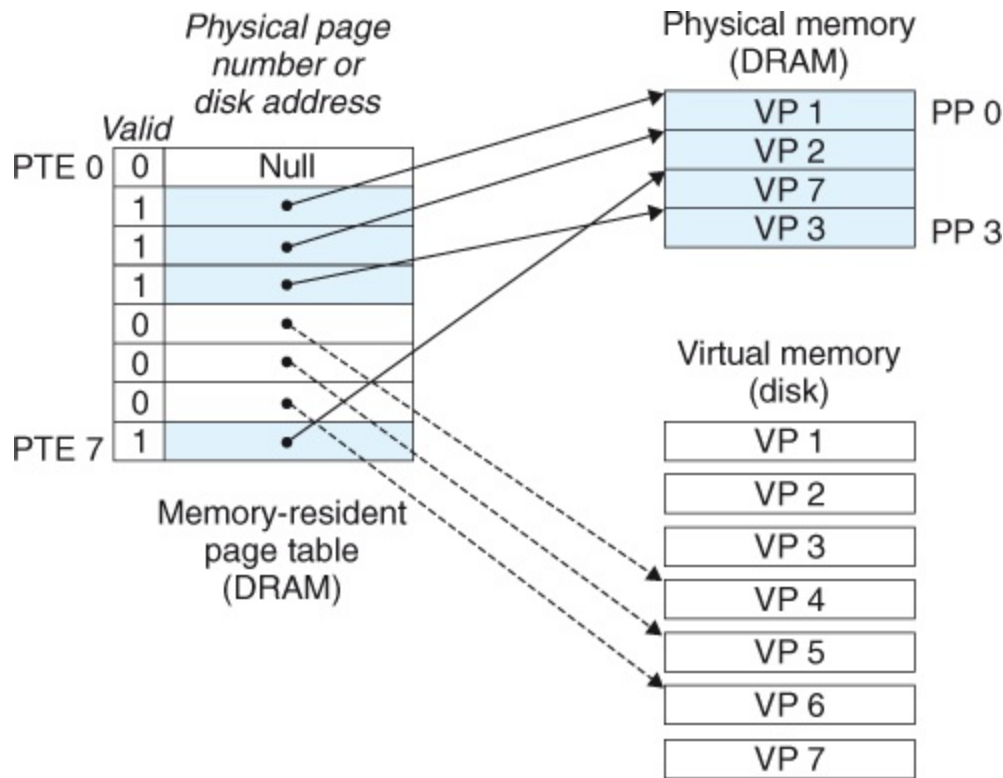 Physical page
number or
disk address
Valid
PTE 0 0 Null
1
1
1
0
0
0
PTE 7 1
Memory-resident
page table
(DRAM)
Physical memory
(DRAM)
VP 1 PP 0
VP 2
VP 7
VP 3 PP 3
Virtual memory
(disk)
VP 1
VP 2
VP 3
VP 4
VP 5
VP 6
VP 7